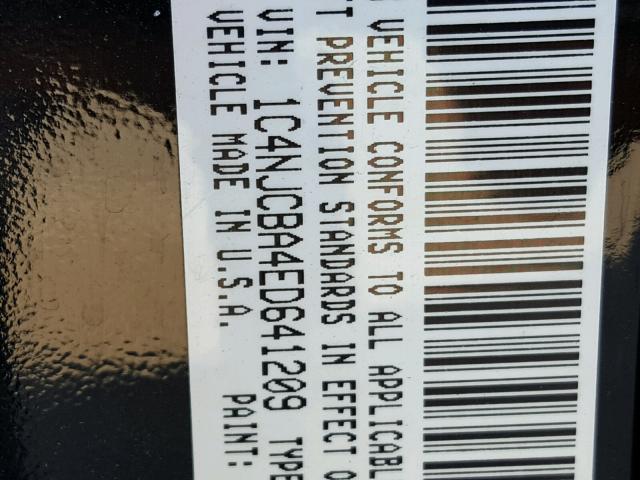 VEHICLE CONFORMS TO ALL APPLICABL
T PREVENTION STANDARDS IN EFFECT O
VIN: 1C4NJCBA4ED641209 TYPE
VEHICLE MADE IN U.S.A. PAINT: